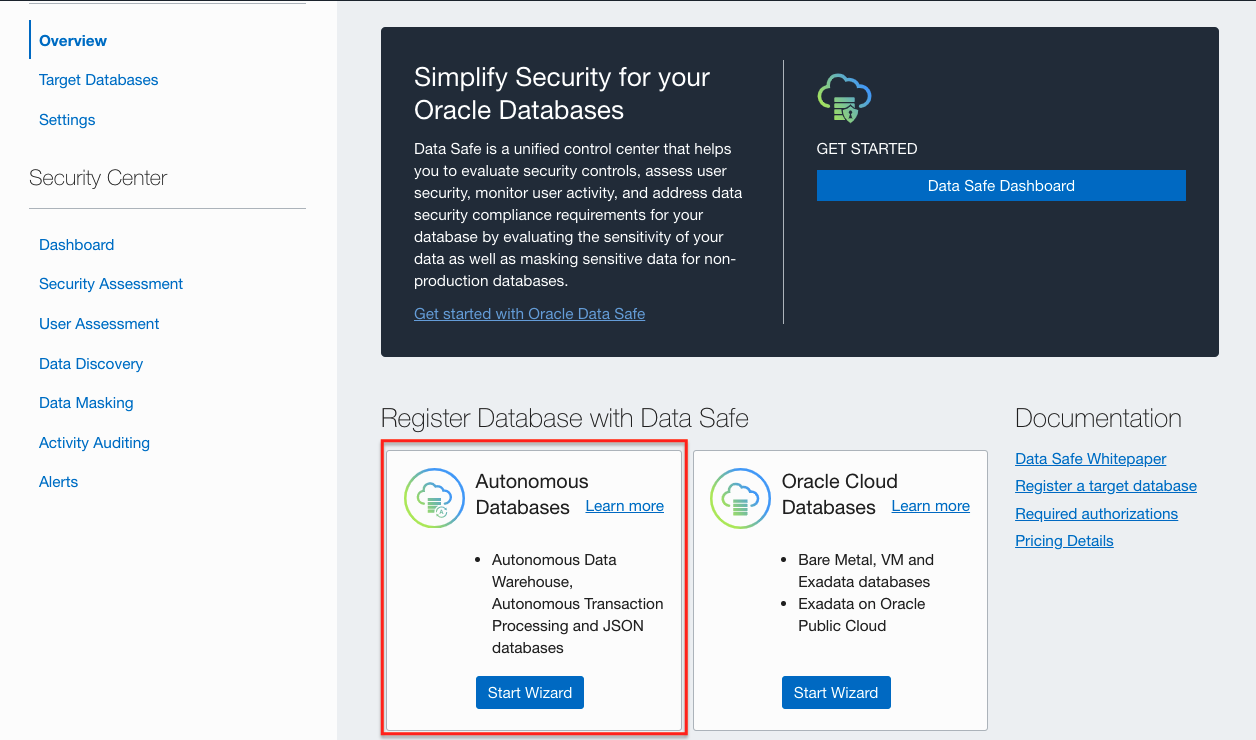 Overview
Target Databases
Settings
Security Center
Dashboard
Security Assessment
User Assessment
Data Discovery
Data Masking
Activity Auditing
Alerts
Simplify Security for your
Oracle Databases
Data Safe is a unified control center that helps
you to evaluate security controls, assess user
security, monitor user activity, and address data
security compliance requirements for your
database by evaluating the sensitivity of your
data as well as masking sensitive data for non-
production databases.
Get started with Oracle Data Safe
GET STARTED
Data Safe Dashboard
Register Database with Data Safe
Autonomous
Databases Learn more
• Autonomous Data
Warehouse,
Autonomous Transaction
Processing and JSON
databases
Start Wizard
Oracle Cloud
Databases Learn more
• Bare Metal, VM and
Exadata databases
• Exadata on Oracle
Public Cloud
Start Wizard
Documentation
Data Safe Whitepaper
Register a target database
Required authorizations
Pricing Details